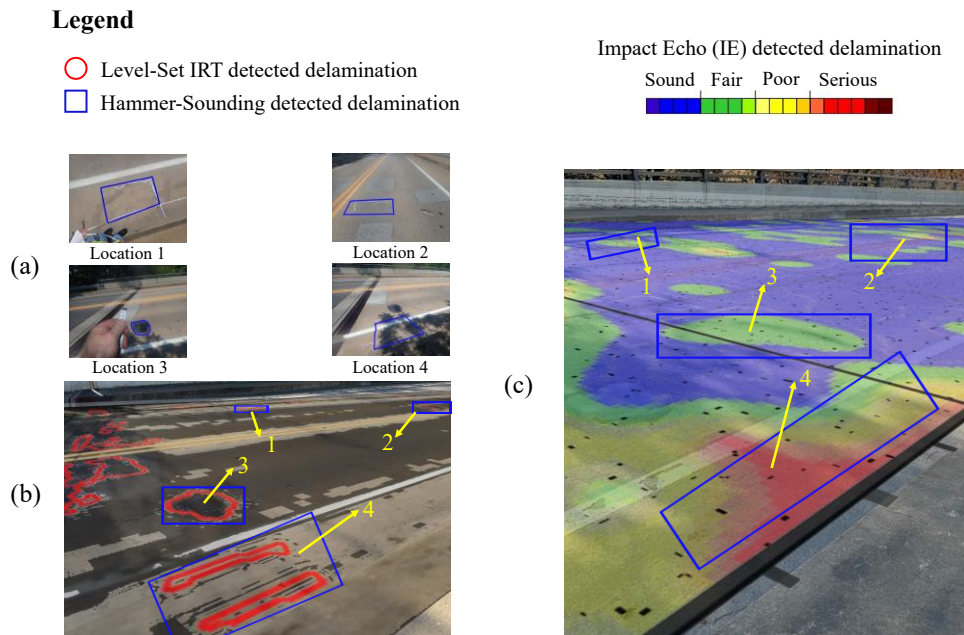 Legend
Level-Set IRT detected delamination
Hammer-Sounding detected delamination
Impact Echo (IE) detected delamination
Sound Fair Poor Serious
(a)
Location 1
Location 2
Location 3
Location 4
(b)
1
2
3
4
(c)
1
2
3
4